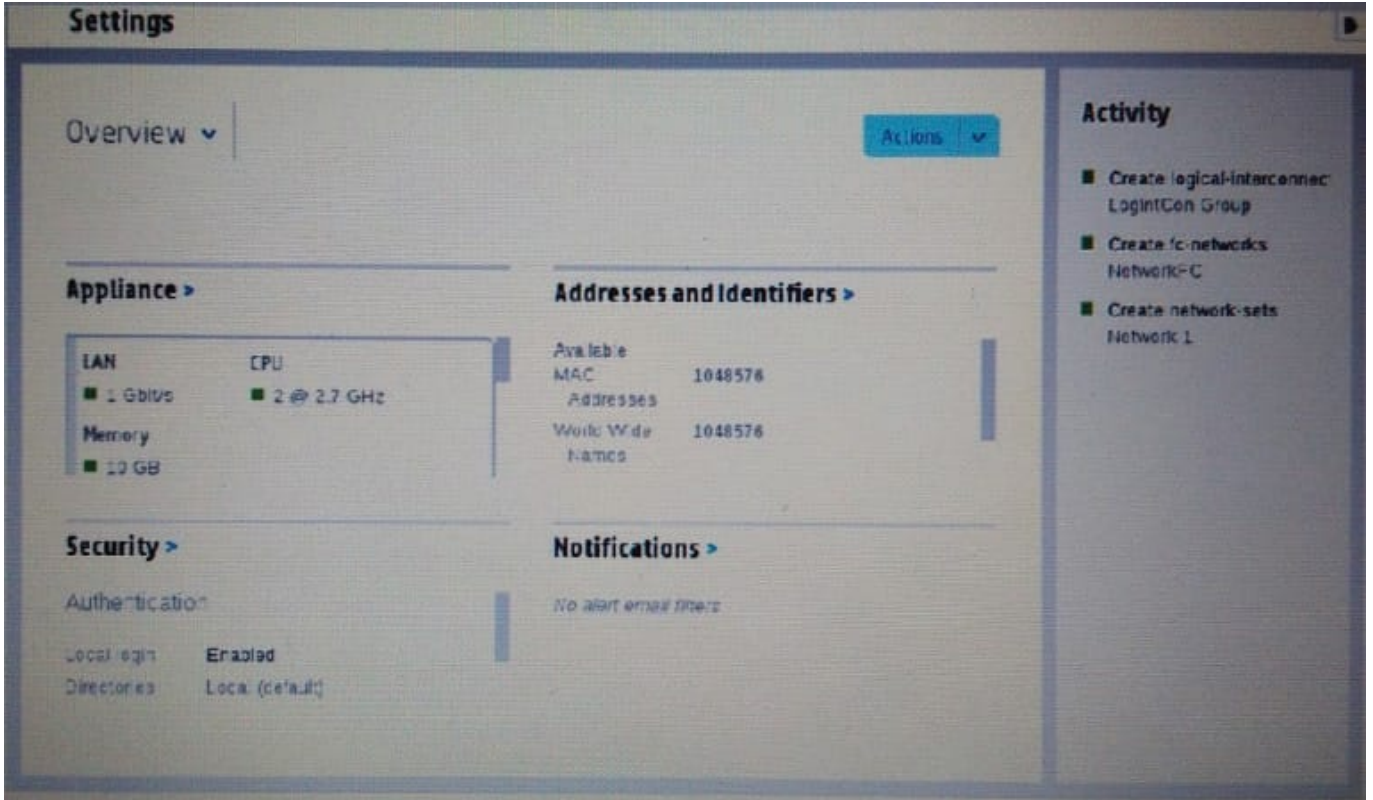 Settings
Overview
Actions
Appliance >
LAN CPU
1 Gbit/s 2 @ 2.7 GHz
Memory
10 GB
Addresses and Identifiers >
Available
MAC 1048576
Addresses
World Wide 1048576
Names
Security >
Authentication
Local login Enabled
Directories Local (default)
Notifications >
No alert email filters
Activity
Create logical-interconnec
LogIntCon Group
Create fc-networks
NetworkFC
Create network-sets
Network 1